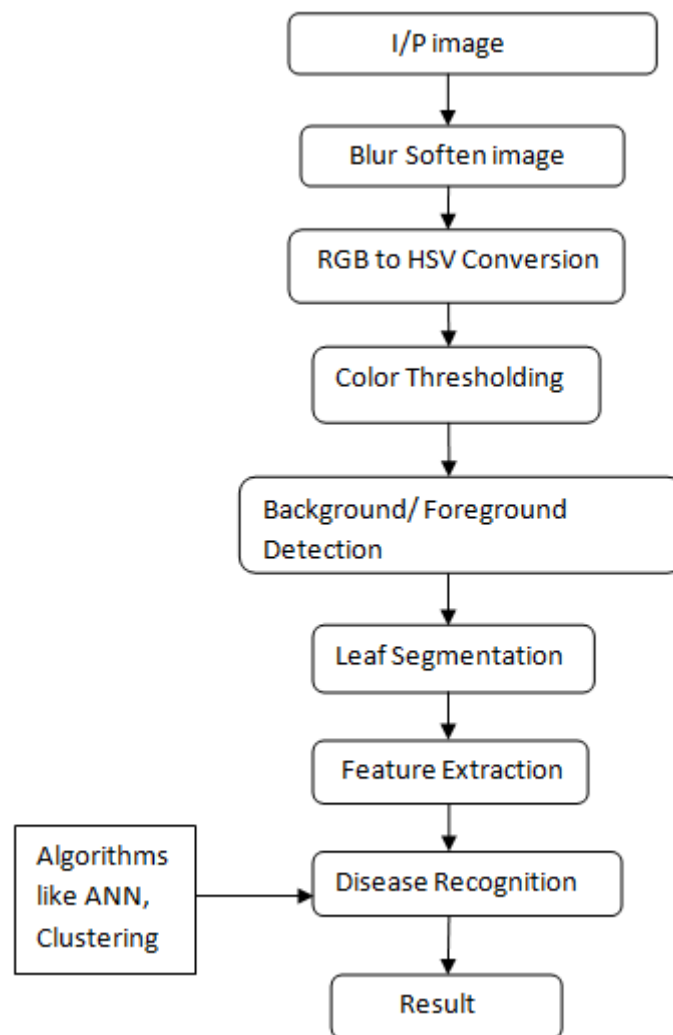 I/P image
Blur Soften image
RGB to HSV Conversion
Color Thresholding
Background/ Foreground
Detection
Leaf Segmentation
Feature Extraction
Algorithms
like ANN,
Clustering
Disease Recognition
Result